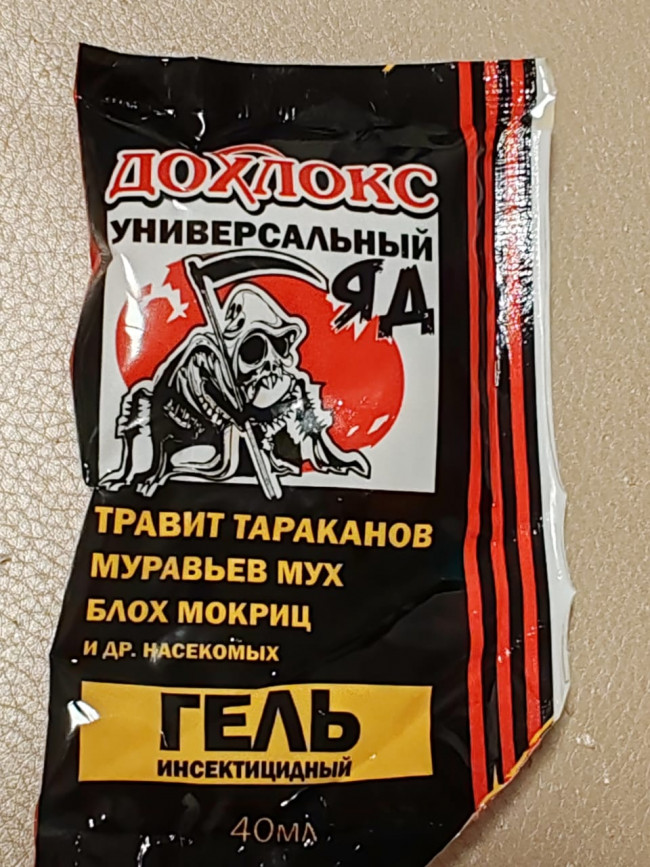 ДОХЛОКС
УНИВЕРСАЛЬНЫЙ
ЯД
ТРАВИТ ТАРАКАНОВ
МУРАВЬЕВ МУХ
БЛОХ МОКРИЦ
И ДР. НАСЕКОМЫХ
ГЕЛЬ
ИНСЕКТИЦИДНЫЙ
40МЛ